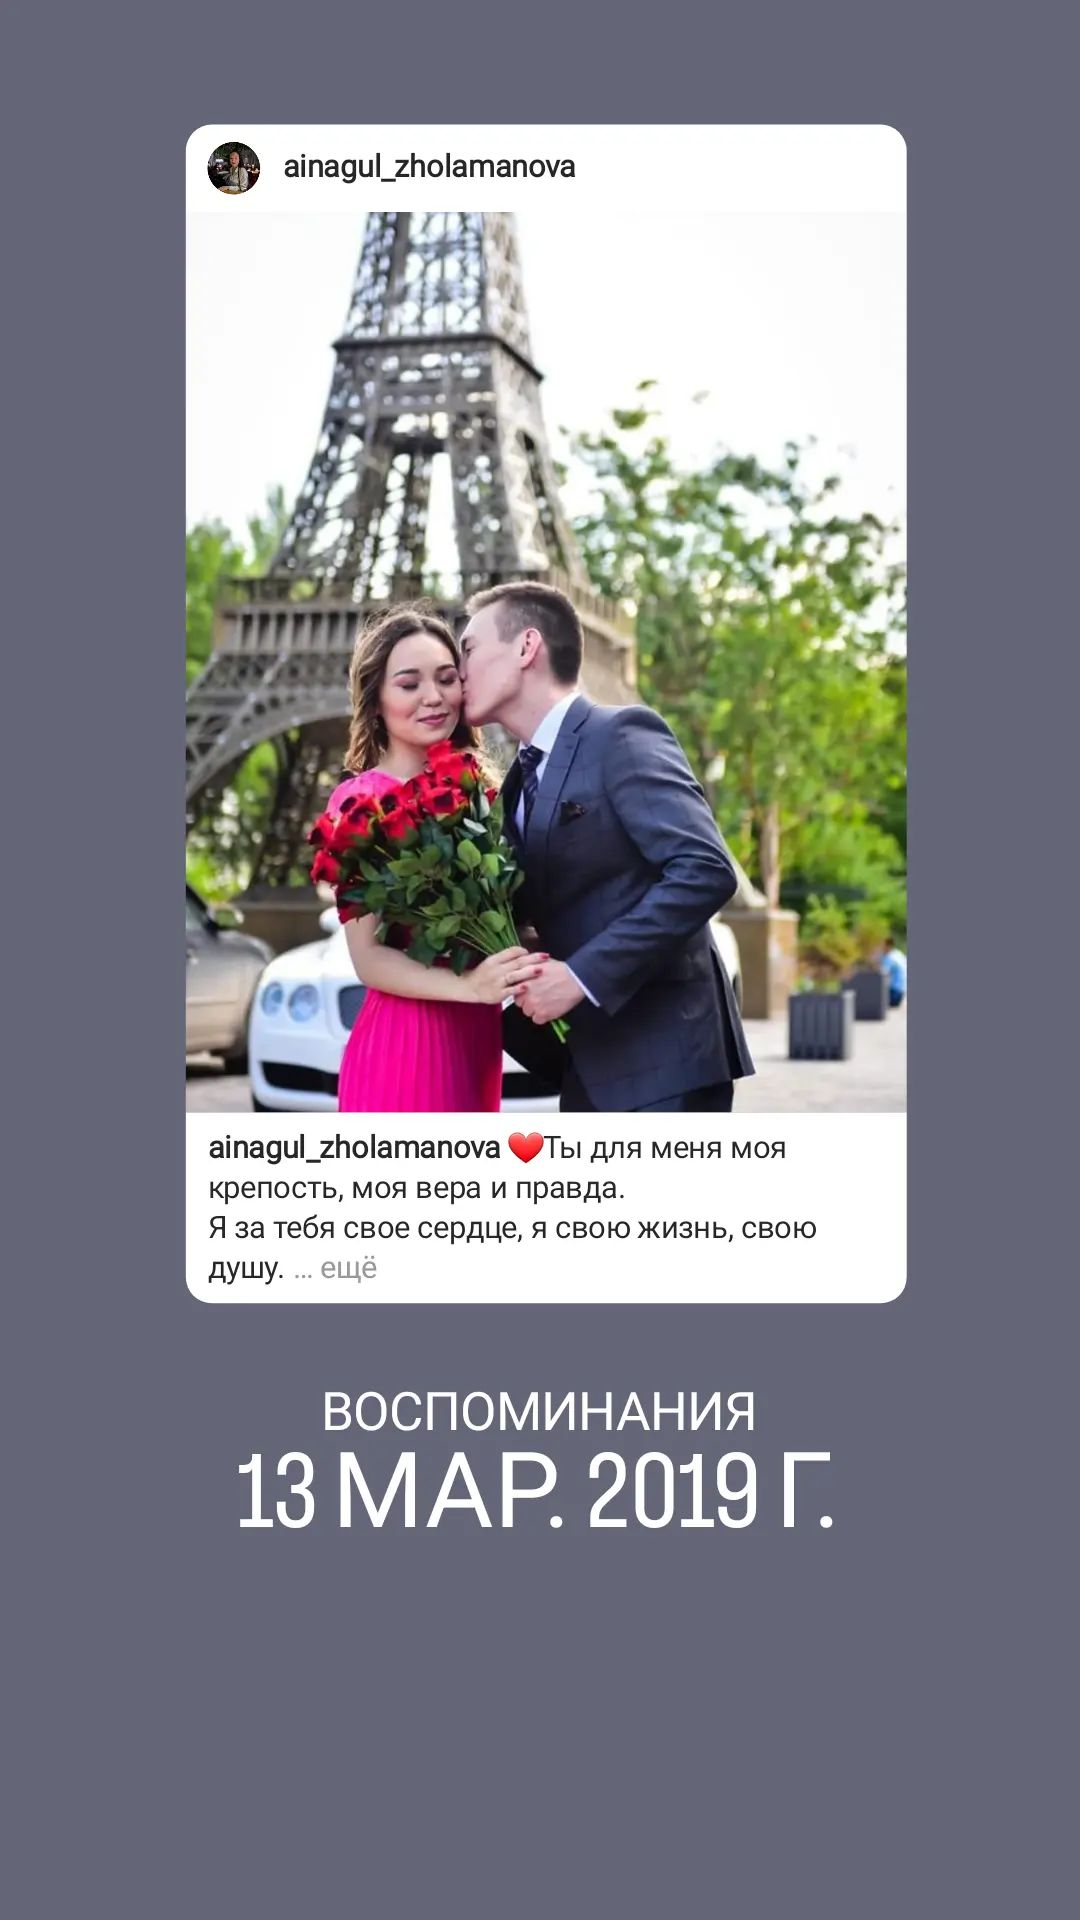 ainagul_zholamanova
ainagul_zholamanova ❤️Ты для меня моя
крепость, моя вера и правда.
Я за тебя свое сердце, я свою жизнь, свою
душу. ... ещё
ВОСПОМИНАНИЯ
13 МАР. 2019 Г.